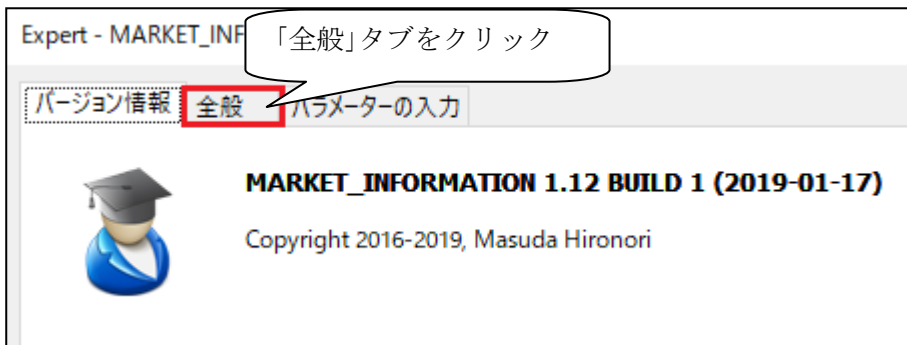 Expert - MARKET_INF
「全般」タブをクリック
バージョン情報 全般 パラメーターの入力
MARKET_INFORMATION 1.12 BUILD 1 (2019-01-17)
Copyright 2016-2019, Masuda Hironori